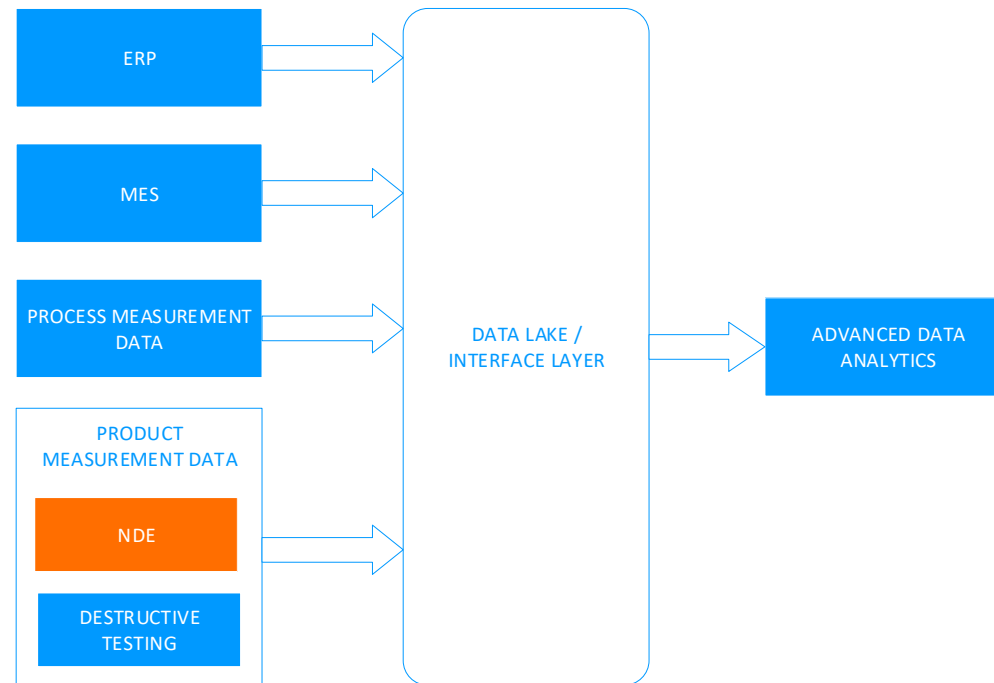 ERP
MES
PROCESS MEASUREMENT
DATA
PRODUCT
MEASUREMENT DATA
NDE
DESTRUCTIVE
TESTING
DATA LAKE /
INTERFACE LAYER
ADVANCED DATA
ANALYTICS